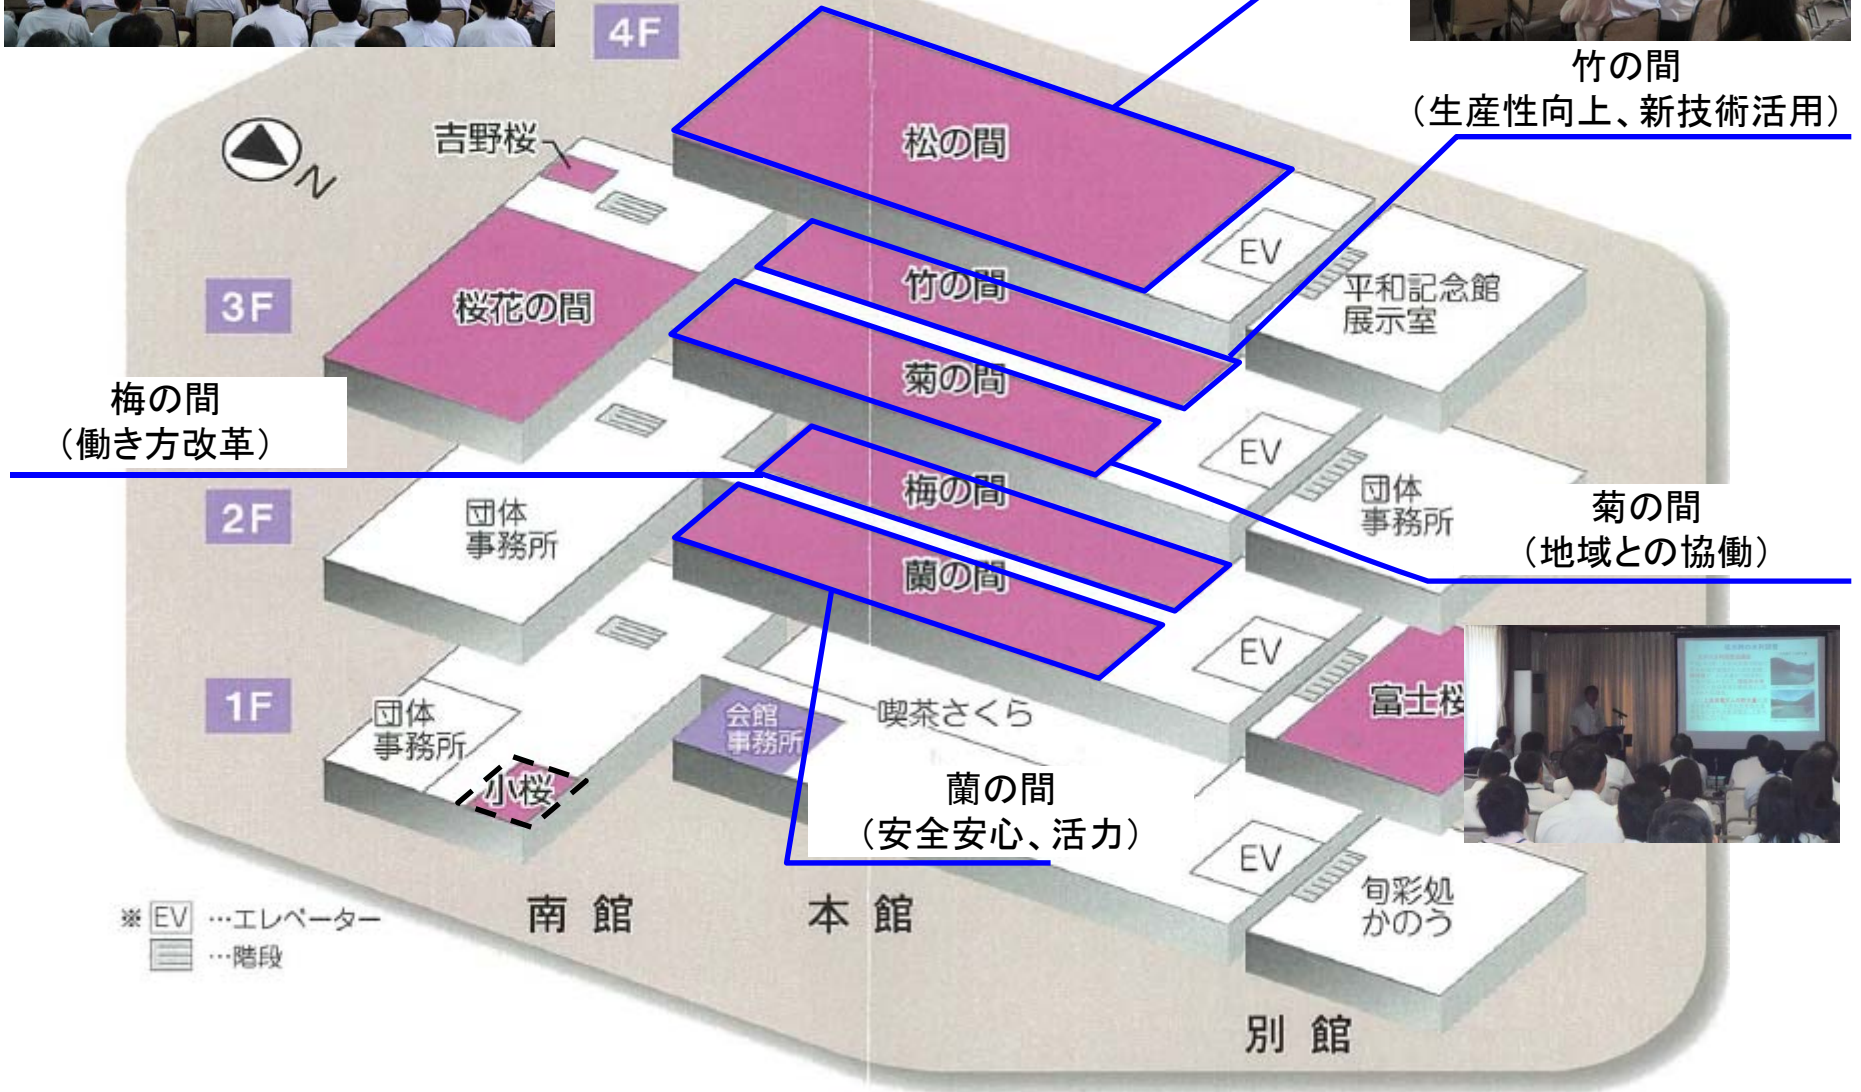 4F
竹の間
（生産性向上、新技術活用）
吉野桜
松の間
N
EV
3F
桜花の間
竹の間
平和記念館
展示室
菊の間
梅の間
（働き方改革）
EV
2F
団体
事務所
梅の間
団体
事務所
菊の間
（地域との協働）
蘭の間
EV
1F
団体
事務所
会館
事務所
喫茶さくら
富士桜
小桜
蘭の間
（安全安心、活力）
EV
旬彩処
かのう
※ EV …エレベーター
…階段
南館
本館
別館